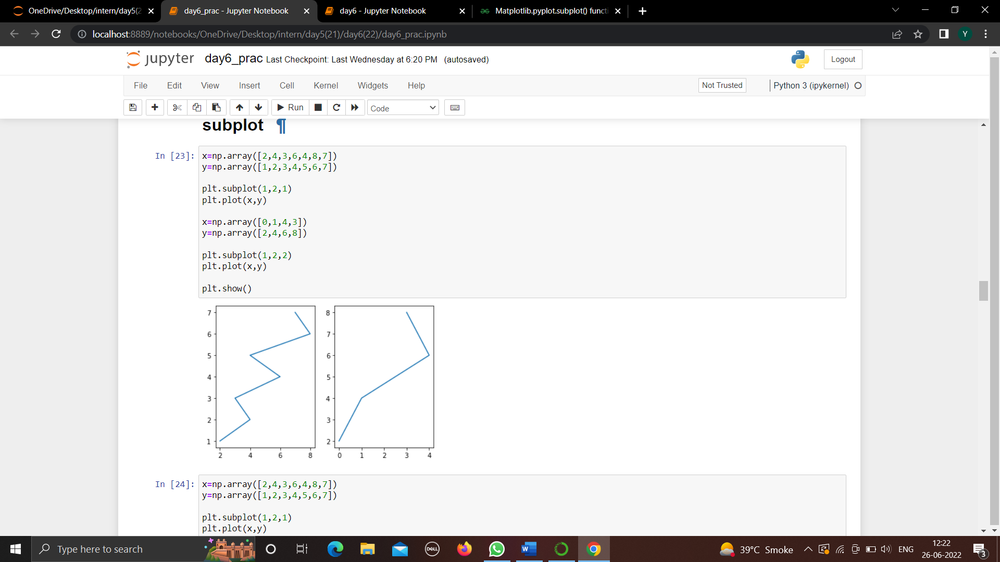 OneDrive/Desktop/intern/day5(2
day6_prac - Jupyter Notebook
day6 - Jupyter Notebook
Matplotlib.pyplot.subplot() functi
localhost:8889/notebooks/OneDrive/Desktop/intern/day5(21)/day6(22)/day6_prac.ipynb
Y
jupyter day6_prac Last Checkpoint: Last Wednesday at 6:20 PM (autosaved)
Logout
File Edit View Insert Cell Kernel Widgets Help
Not Trusted
Python 3 (ipykernel)
Run
Code
subplot ¶
In [23]:
x=np.array([2,4,3,6,4,8,7])
y=np.array([1,2,3,4,5,6,7])
plt.subplot(1,2,1)
plt.plot(x,y)
x=np.array([0,1,4,3])
y=np.array([2,4,6,8])
plt.subplot(1,2,2)
plt.plot(x,y)
plt.show()
7
6
5
4
3
2
1
2 4 6 8
8
7
6
5
4
3
2
0 1 2 3 4
In [24]:
x=np.array([2,4,3,6,4,8,7])
y=np.array([1,2,3,4,5,6,7])
plt.subplot(1,2,1)
plt.plot(x,y)
Type here to search
DELL
W
39°C Smoke
ENG
12:22
26-06-2022
3